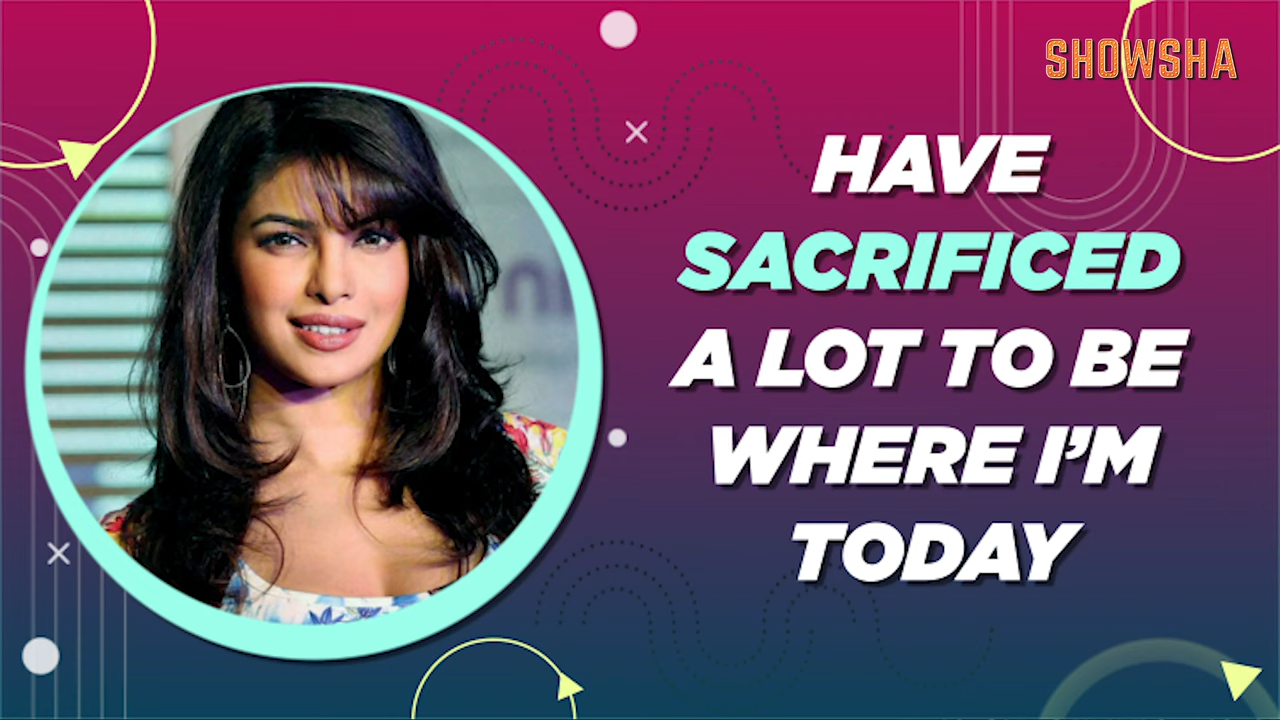 SHOWSHA
HAVE
SACRIFICED
A LOT TO BE
WHERE I'M
TODAY